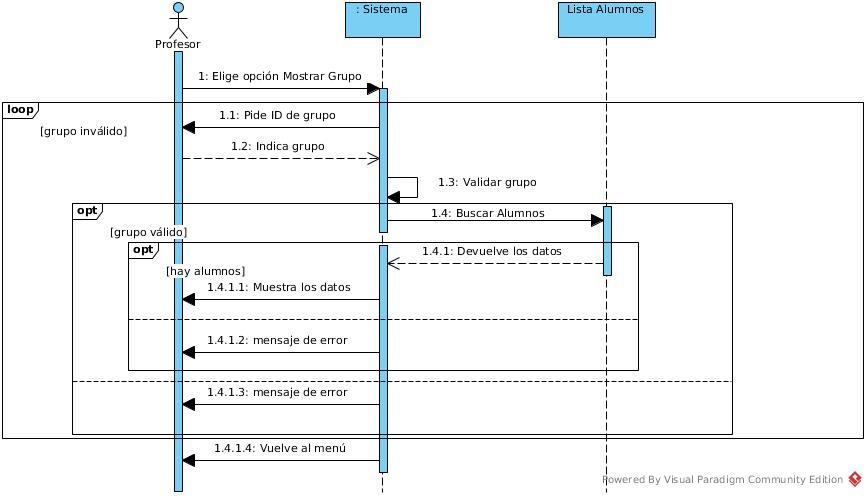 : Sistema
Lista Alumnos
Profesor
1: Elige opción Mostrar Grupo
loop
1.1: Pide ID de grupo
[grupo inválido]
1.2: Indica grupo
1.3: Validar grupo
opt
1.4: Buscar Alumnos
[grupo válido]
opt
1.4.1: Devuelve los datos
[hay alumnos]
1.4.1.1: Muestra los datos
1.4.1.2: mensaje de error
1.4.1.3: mensaje de error
1.4.1.4: Vuelve al menú
Powered By Visual Paradigm Community Edition